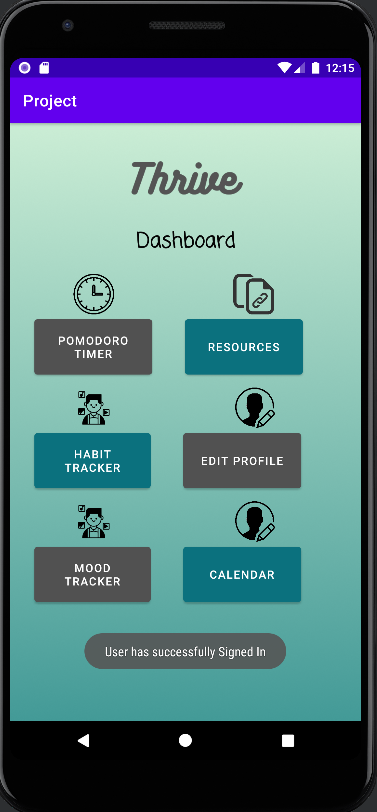 12:15
Project
Thrive
Dashboard
POMODORO
TIMER
RESOURCES
HABIT
TRACKER
EDIT PROFILE
MOOD
TRACKER
CALENDAR
User has successfully Signed In